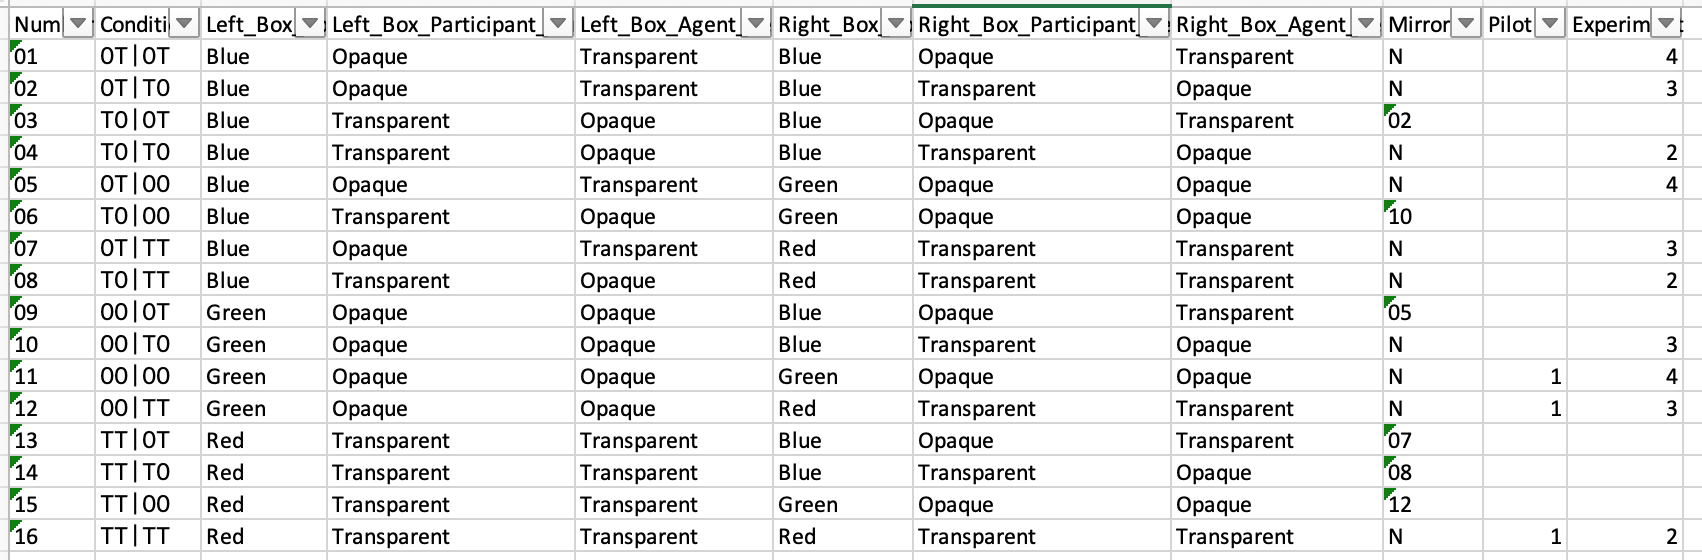 Num Conditi Left_Box_ Left_Box_Participant_ Left_Box_Agent_ Right_Box_ Right_Box_Participant_ Right_Box_Agent_ Mirror Pilot Experim
01 OT|OT Blue Opaque Transparent Blue Opaque Transparent N 4
02 OT|TO Blue Opaque Transparent Blue Transparent Opaque N 3
03 TO|OT Blue Transparent Opaque Blue Opaque Transparent 02
04 TO|TO Blue Transparent Opaque Blue Transparent Opaque N 2
05 OT|OO Blue Opaque Transparent Green Opaque Opaque N 4
06 TO|OO Blue Transparent Opaque Green Opaque Opaque 10
07 OT|TT Blue Opaque Transparent Red Transparent Transparent N 3
08 TO|TT Blue Transparent Opaque Red Transparent Transparent N 2
09 OO|OT Green Opaque Opaque Blue Opaque Transparent 05
10 OO|TO Green Opaque Opaque Blue Transparent Opaque N 3
11 OO|OO Green Opaque Opaque Green Opaque Opaque N 1 4
12 OO|TT Green Opaque Opaque Red Transparent Transparent N 1 3
13 TT|OT Red Transparent Transparent Blue Opaque Transparent 07
14 TT|TO Red Transparent Transparent Blue Transparent Opaque 08
15 TT|OO Red Transparent Transparent Green Opaque Opaque 12
16 TT|TT Red Transparent Transparent Red Transparent Transparent N 1 2